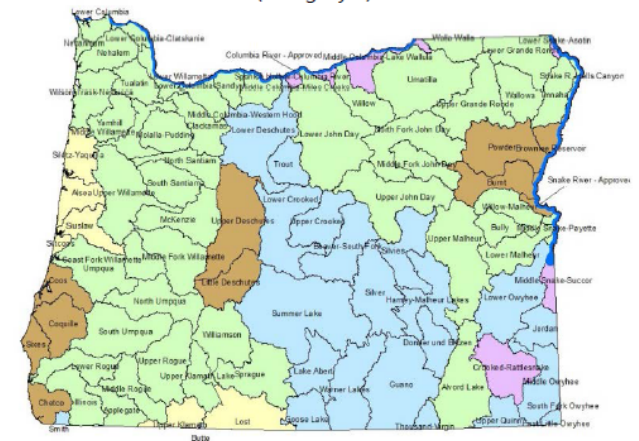 Lower Columbia
Lower Columbia-Clatskanie
Nehalem
Columbia River - Approved
Walla Walla
Lower Snake-Asotin
Lower Grande Ronde
Wilson-Trask-Nestucca
Tualatin
Lower Willamette
Middle Columbia-Lake Wallula
Umatilla
Wallowa
Imnaha
Willow
Upper Grande Ronde
Yamhill
Middle Willamette
Molalla-Pudding
Clackamas
Middle Columbia-Western Hood
Lower Deschutes
Lower John Day
North Fork John Day
Powder
Brownlee Reservoir
Siletz-Yaquina
North Santiam
Trout
Middle Fork John Day
Burnt
Snake River - Approved
South Santiam
Alsea
Upper Willamette
Lower Crooked
Upper John Day
Willow-Malheur
McKenzie
Upper Deschutes
Upper Crooked
Bully
Middle Snake-Payette
Siuslaw
Siltcoos
Beaver-South Fork
Silvies
Upper Malheur
Lower Malheur
Coast Fork Willamette
Middle Fork Willamette
Umpqua
Coos
Little Deschutes
Silver
Harney-Malheur Lakes
Middle Snake-Succor
Lower Owyhee
North Umpqua
Summer Lake
Coquille
South Umpqua
Williamson
Jordan
Sixes
Donner und Blitzen
Lower Rogue
Upper Rogue
Upper Klamath Lake
Sprague
Lake Abert
Warner Lakes
Guano
Alvord Lake
Crooked-Rattlesnake
Middle Owyhee
Middle Rogue
Chetco
Illinois
Applegate
South Fork Owyhee
Smith
Upper Klamath
Lost
Goose Lake
Thousand-Virgin
Upper Quinn
East Little Owyhee
Butte